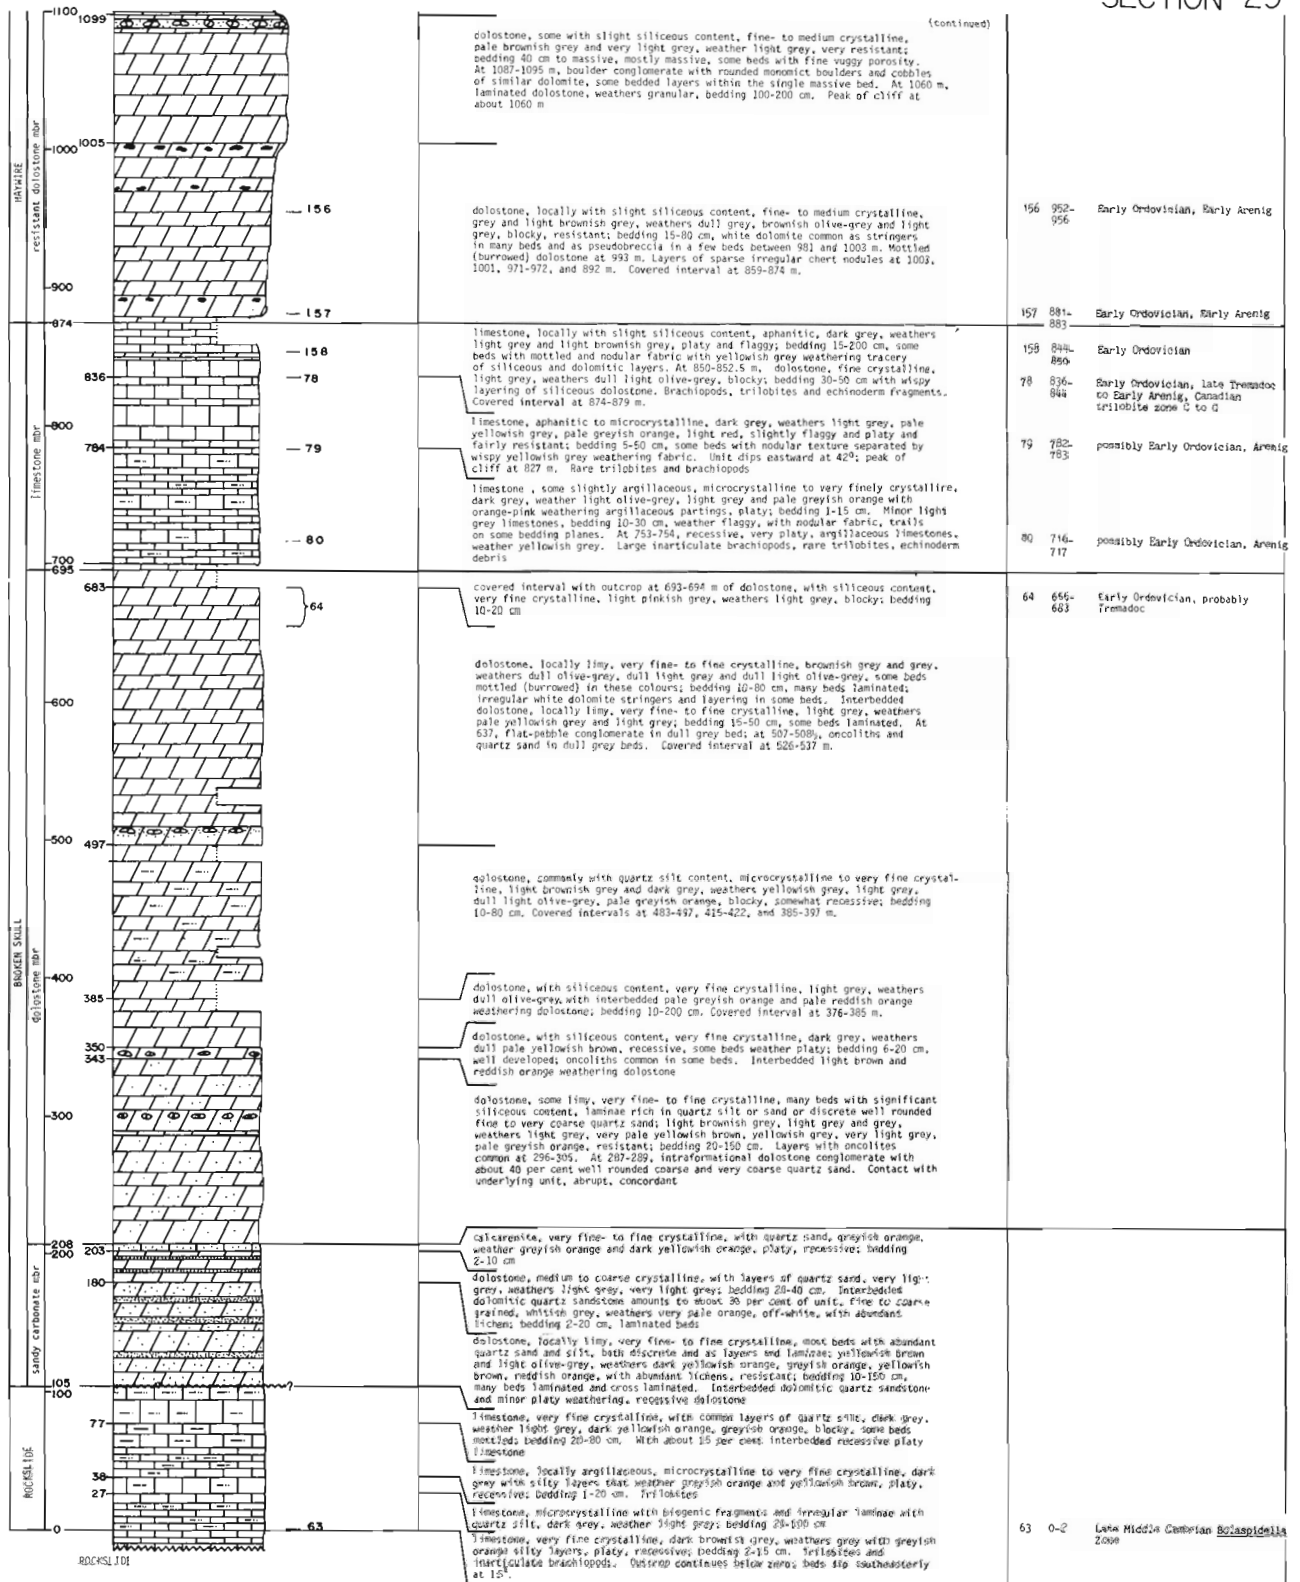 SECTION 25
(continued)
dolostone, some with slight siliceous content, fine- to medium crystalline,
pale brownish grey and very light grey, weather light grey, very resistant;
bedding 40 cm to massive, mostly massive, some beds with fine vuggy porosity.
At 1087-1095 m, boulder conglomerate with rounded monomict boulders and cobbles
of similar dolomite, some bedded layers within the single massive bed. At 1060 m,
laminated dolostone, weathers granular, bedding 100-200 cm. Peak of cliff at
about 1060 m
dolostone, locally with slight siliceous content, fine- to medium crystalline,
grey and light brownish grey, weathers dull grey, brownish olive-grey and light
grey, blocky, resistant; bedding 15-80 cm, white dolomite common as stringers
in many beds and as pseudobreccia in a few beds between 981 and 1003 m. Mottled
(burrowed) dolostone at 993 m. Layers of sparse irregular chert nodules at 1003,
1001, 971-972, and 892 m. Covered interval at 859-874 m.
limestone, locally with slight siliceous content, aphanitic, dark grey, weathers
light grey and light brownish grey, platy and flaggy; bedding 15-200 cm, some
beds with mottled and nodular fabric with yellowish grey weathering tracery
of siliceous and dolomitic layers. At 850-852.5 m, dolostone, fine crystalline,
light grey, weathers dull light olive-grey, blocky; bedding 30-50 cm with wispy
layering of siliceous dolostone. Brachiopods, trilobites and echinoderm fragments.
Covered interval at 874-879 m.
limestone, aphanitic to microcrystalline, dark grey, weathers light grey, pale
yellowish grey, pale greyish orange, light red, slightly flaggy and platy and
fairly resistant; bedding 5-50 cm, some beds with nodular texture separated by
wispy yellowish grey weathering fabric. Unit dips eastward at 42°; peak of
cliff at 827 m. Rare trilobites and brachiopods
limestone , some slightly argillaceous, microcrystalline to very finely crystalline,
dark grey, weather light olive-grey, light grey and pale greyish orange with
orange-pink weathering argillaceous partings, platy; bedding 1-15 cm. Minor light
grey limestones, bedding 10-30 cm, weather flaggy, with nodular fabric, trails
on some bedding planes. At 753-754, recessive, very platy, argillaceous limestones,
weather yellowish grey. Large inarticulate brachiopods, rare trilobites, echinoderm
debris
covered interval with outcrop at 693-694 m of dolostone, with siliceous content,
very fine crystalline, light pinkish grey, weathers light grey, blocky; bedding
10-20 cm
dolostone, locally limy, very fine- to fine crystalline, brownish grey and grey,
weathers dull olive-grey, dull light grey and dull light olive-grey, some beds
mottled (burrowed) in these colours; bedding 10-80 cm, many beds laminated;
irregular white dolomite stringers and layering in some beds. Interbedded
dolostone, locally limy, very fine- to fine crystalline, light grey, weathers
pale yellowish grey and light grey; bedding 15-50 cm, some beds laminated. At
637, flat-pebble conglomerate in dull grey bed; at 507-508½, oncoliths and
quartz sand in dull grey beds. Covered interval at 526-537 m.
dolostone, commonly with quartz silt content, microcrystalline to very fine crystal-
line, light brownish grey and dark grey, weathers yellowish grey, light grey,
dull light olive-grey, pale greyish orange, blocky, somewhat recessive; bedding
10-80 cm. Covered intervals at 483-497, 415-422, and 385-397 m.
dolostone, with siliceous content, very fine crystalline, light grey, weathers
dull olive-grey, with interbedded pale greyish orange and pale reddish orange
weathering dolostone; bedding 10-200 cm. Covered interval at 376-385 m.
dolostone, with siliceous content, very fine crystalline, dark grey, weathers
dull pale yellowish brown, recessive, some beds weather platy; bedding 6-20 cm,
well developed; oncoliths common in some beds. Interbedded light brown and
reddish orange weathering dolostone
dolostone, some limy, very fine- to fine crystalline, many beds with significant
siliceous content, laminae rich in quartz silt or sand or discrete well rounded
fine to very coarse quartz sand; light brownish grey, light grey and grey,
weathers light grey, very pale yellowish brown, yellowish grey, very light grey,
pale greyish orange, resistant; bedding 20-150 cm. Layers with oncolites
common at 296-305. At 287-289, intraformational dolostone conglomerate with
about 40 per cent well rounded coarse and very coarse quartz sand. Contact with
underlying unit, abrupt, concordant
calcarenite, very fine- to fine crystalline, with quartz sand, greyish orange,
weather greyish orange and dark yellowish orange, platy, recessive; bedding
2-10 cm
dolostone, medium to coarse crystalline, with layers of quartz sand, very light
grey, weathers light grey, very light grey; bedding 20-40 cm. Interbedded
dolomitic quartz sandstone amounts to about 30 per cent of unit, fine to coarse
grained, whitish grey, weathers very pale orange, off-white, with abundant
lichen; bedding 2-20 cm, laminated beds
dolostone, locally limy, very fine- to fine crystalline, most beds with abundant
quartz sand and silt, both discrete and as layers and laminae; yellowish brown
and light olive-grey, weathers dark yellowish orange, greyish orange, yellowish
brown, reddish orange, with abundant lichens, resistant; bedding 10-150 cm,
many beds laminated and cross laminated. Interbedded dolomitic quartz sandstone
and minor platy weathering, recessive dolostone
limestone, very fine crystalline, with common layers of quartz silt, dark grey,
weather light grey, dark yellowish orange, greyish orange, blocky, some beds
mottled; bedding 20-80 cm. With about 15 per cent interbedded recessive platy
limestone
limestone, locally argillaceous, microcrystalline to very fine crystalline, dark
grey with silty layers that weather greyish orange and yellowish brown, platy,
recessive; bedding 1-20 cm. Trilobites
limestone, microcrystalline with biogenic fragments and irregular laminae with
quartz silt, dark grey, weather light grey; bedding 20-100 cm
limestone, very fine crystalline, dark brownish grey, weathers grey with greyish
orange silty layers, platy, recessive; bedding 2-15 cm. Trilobites and
inarticulate brachiopods. Outcrop continues below zero; beds dip southeasterly
at 15°.
156 952-956 Early Ordovician, Early Arenig
157 881-883 Early Ordovician, Early Arenig
158 844-850 Early Ordovician
78 836-844 Early Ordovician, late Tremadoc
to Early Arenig, Canadian
trilobite zone C to G
79 782-783 possibly Early Ordovician, Arenig
80 716-717 possibly Early Ordovician, Arenig
64 656-683 Early Ordovician, probably
Tremadoc
63 0-2 Late Middle Cambrian Bolaspidella
Zone
HAYWIRE
resistant dolostone mbr
limestone mbr
BROKEN SKULL
dolostone mbr
sandy carbonate mbr
ROCKSLIDE
1100
1099
1005
1000
900
874
836
800
784
700
695
683
600
500
497
400
385
350
343
300
208
203
200
180
105
100
77
38
27
0
156
157
158
78
79
80
64
63
?
ROCKSLIDE